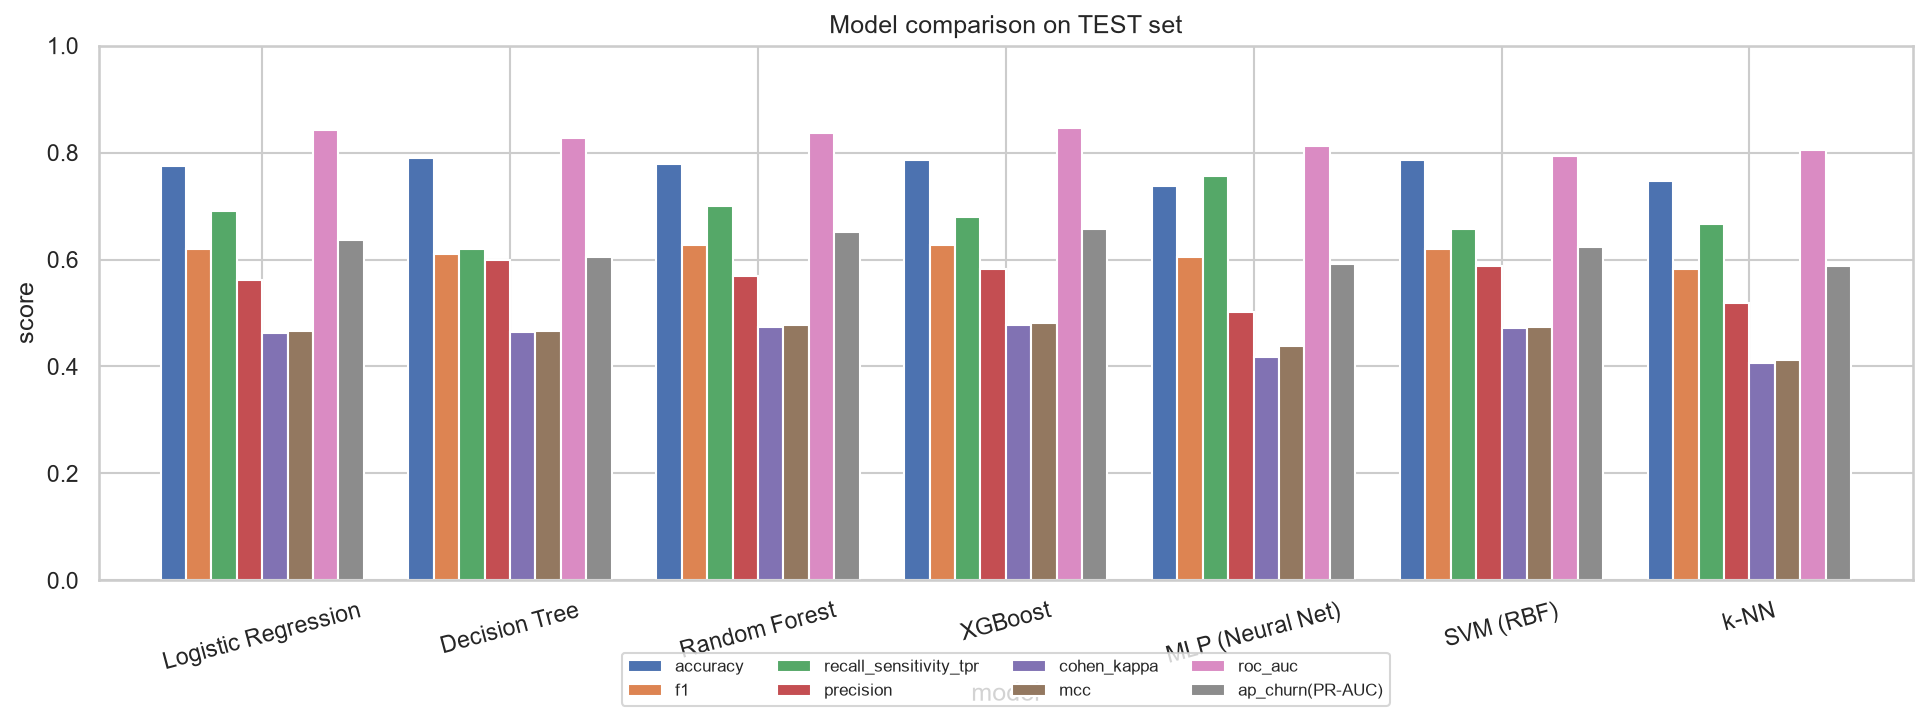 Model comparison on TEST set
1.0
0.8
0.6
0.4
0.2
0.0
score
Logistic Regression
Decision Tree
Random Forest
XGBoost
MLP (Neural Net)
SVM (RBF)
k-NN
model
accuracy
f1
recall_sensitivity_tpr
precision
cohen_kappa
mcc
roc_auc
ap_churn(PR-AUC)